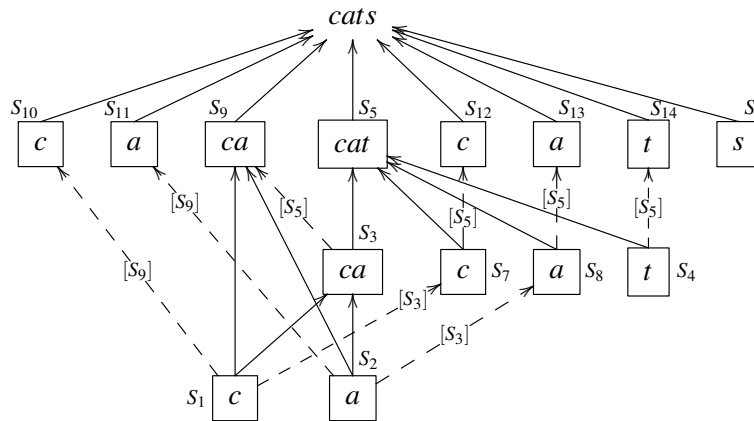 cats
S10 S11 S9 S5 S12 S13 S14 S
c a ca cat c a t s
[S9] [S5] [S5] [S5] [S5]
S3
[S9] ca c S7 a S8 t S4
[S3]
[S3]
S2
S1 c a